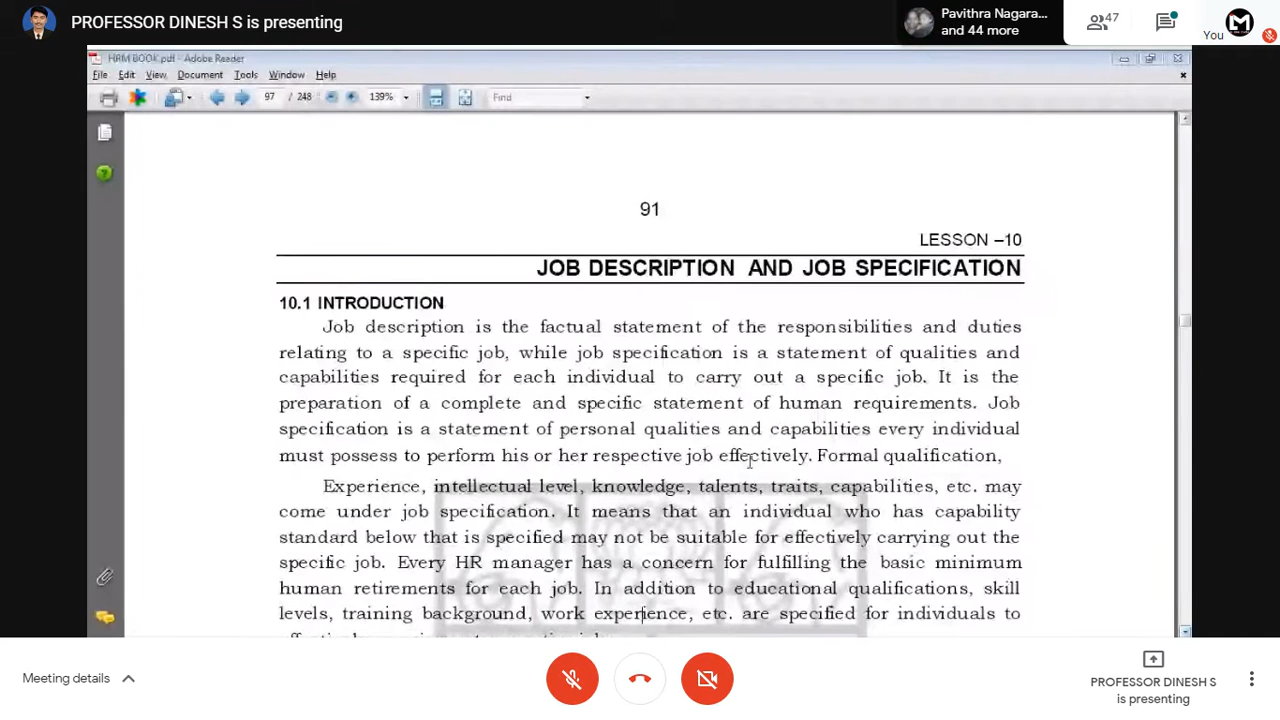 PROFESSOR DINESH S is presenting
Pavithra Nagara...
and 44 more
47
You
HRM BOOK.pdf - Adobe Reader
File Edit View Document Tools Window Help
97 / 248 139% Find
91
LESSON –10
JOB DESCRIPTION AND JOB SPECIFICATION
10.1 INTRODUCTION
Job description is the factual statement of the responsibilities and duties
relating to a specific job, while job specification is a statement of qualities and
capabilities required for each individual to carry out a specific job. It is the
preparation of a complete and specific statement of human requirements. Job
specification is a statement of personal qualities and capabilities every individual
must possess to perform his or her respective job effectively. Formal qualification,
Experience, intellectual level, knowledge, talents, traits, capabilities, etc. may
come under job specification. It means that an individual who has capability
standard below that is specified may not be suitable for effectively carrying out the
specific job. Every HR manager has a concern for fulfilling the basic minimum
human retirements for each job. In addition to educational qualifications, skill
levels, training background, work experience, etc. are specified for individuals to
Meeting details
PROFESSOR DINESH S
is presenting